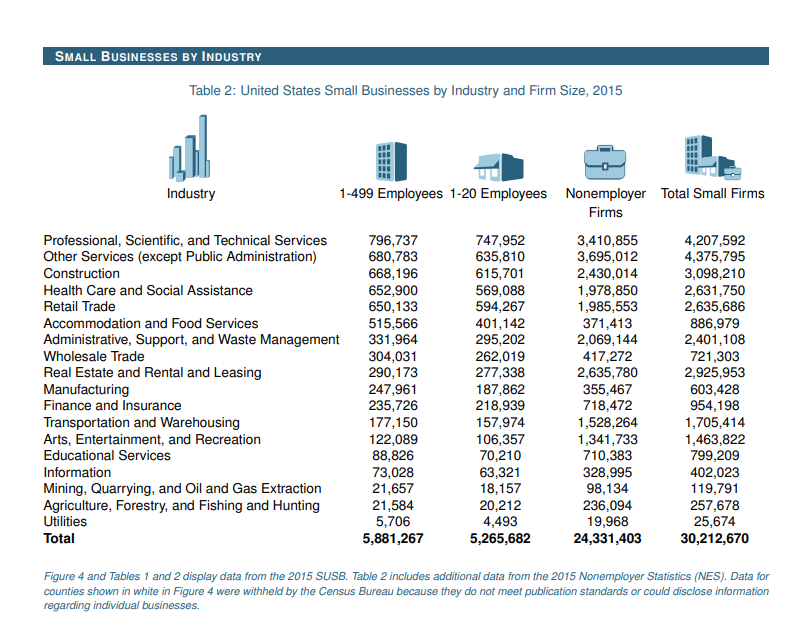 SMALL BUSINESSES BY INDUSTRY
Table 2: United States Small Businesses by Industry and Firm Size, 2015
Industry 1-499 Employees 1-20 Employees Nonemployer Total Small Firms
Firms
Professional, Scientific, and Technical Services 796,737 747,952 3,410,855 4,207,592
Other Services (except Public Administration) 680,783 635,810 3,695,012 4,375,795
Construction 668,196 615,701 2,430,014 3,098,210
Health Care and Social Assistance 652,900 569,088 1,978,850 2,631,750
Retail Trade 650,133 594,267 1,985,553 2,635,686
Accommodation and Food Services 515,566 401,142 371,413 886,979
Administrative, Support, and Waste Management 331,964 295,202 2,069,144 2,401,108
Wholesale Trade 304,031 262,019 417,272 721,303
Real Estate and Rental and Leasing 290,173 277,338 2,635,780 2,925,953
Manufacturing 247,961 187,862 355,467 603,428
Finance and Insurance 235,726 218,939 718,472 954,198
Transportation and Warehousing 177,150 157,974 1,528,264 1,705,414
Arts, Entertainment, and Recreation 122,089 106,357 1,341,733 1,463,822
Educational Services 88,826 70,210 710,383 799,209
Information 73,028 63,321 328,995 402,023
Mining, Quarrying, and Oil and Gas Extraction 21,657 18,157 98,134 119,791
Agriculture, Forestry, and Fishing and Hunting 21,584 20,212 236,094 257,678
Utilities 5,706 4,493 19,968 25,674
Total 5,881,267 5,265,682 24,331,403 30,212,670
Figure 4 and Tables 1 and 2 display data from the 2015 SUSB. Table 2 includes additional data from the 2015 Nonemployer Statistics (NES). Data for
counties shown in white in Figure 4 were withheld by the Census Bureau because they do not meet publication standards or could disclose information
regarding individual businesses.